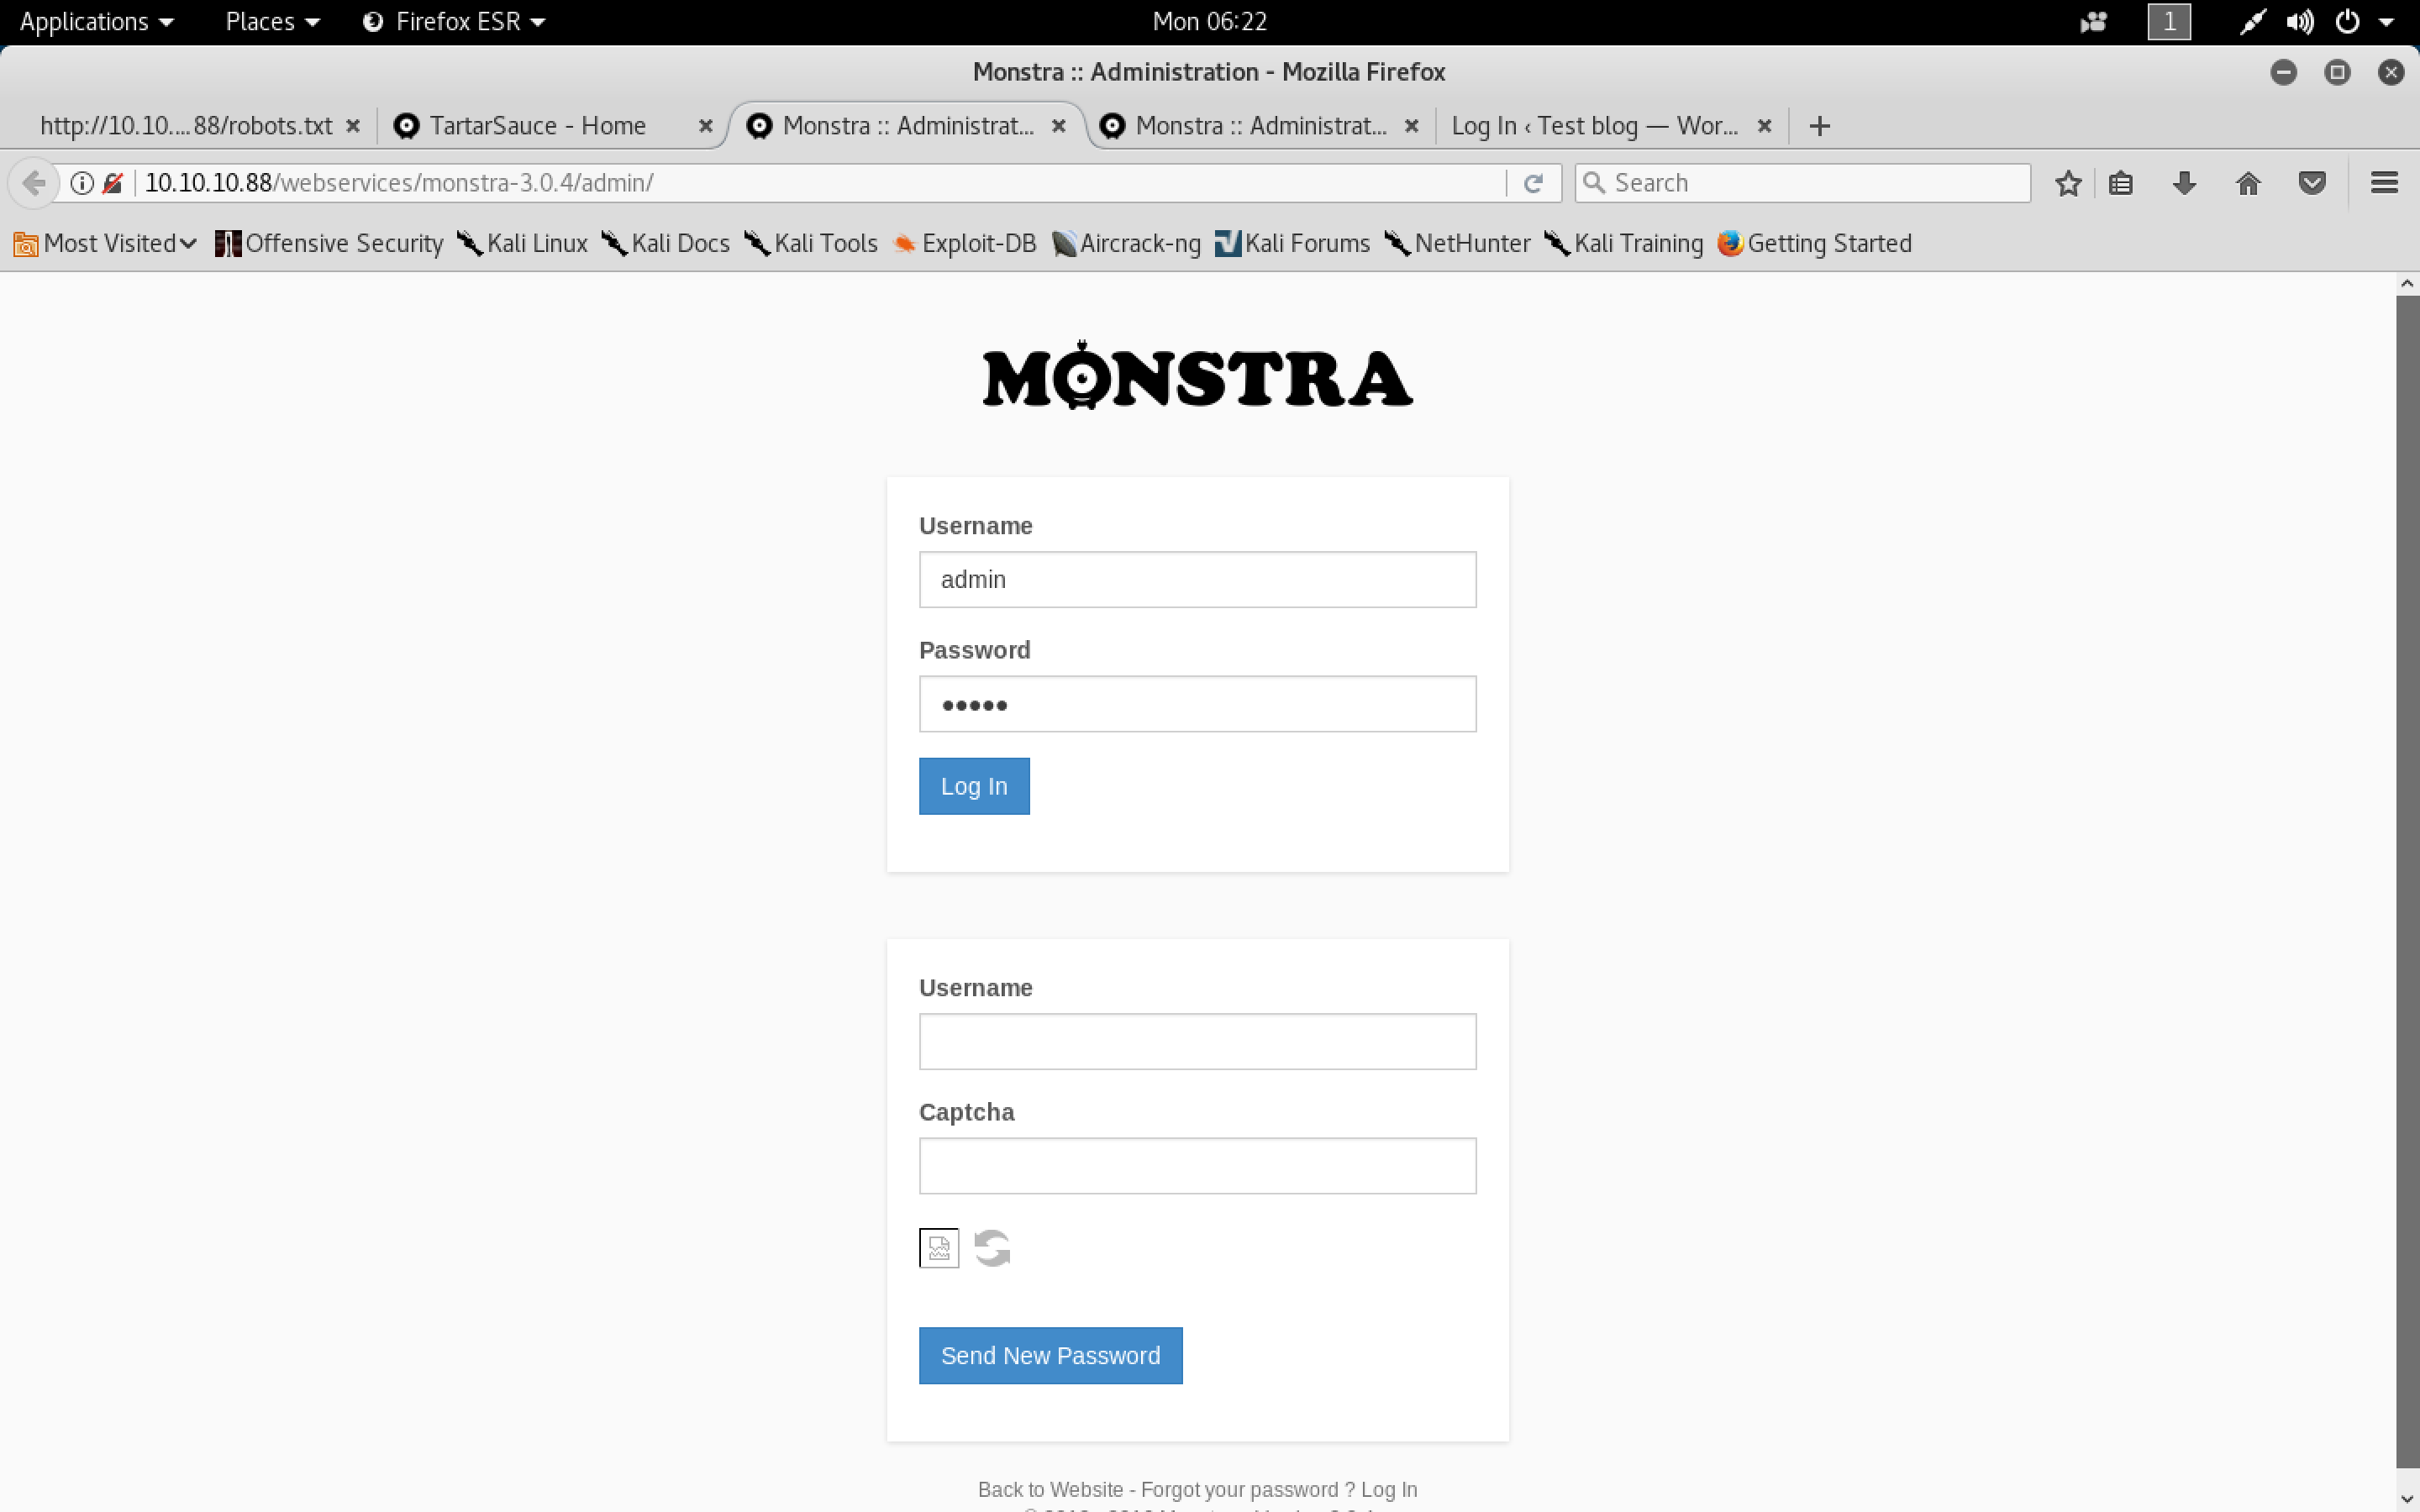 Applications Places Firefox ESR Mon 06:22 1
Monstra :: Administration - Mozilla Firefox
http://10.10....88/robots.txt TartarSauce - Home Monstra :: Administrat... Monstra :: Administrat... Log In ‹ Test blog — Wor...
10.10.10.88/webservices/monstra-3.0.4/admin/ Search
Most Visited Offensive Security Kali Linux Kali Docs Kali Tools Exploit-DB Aircrack-ng Kali Forums NetHunter Kali Training Getting Started
MONSTRA
Username
admin
Password
Log In
Username
Captcha
Send New Password
Back to Website - Forgot your password ? Log In